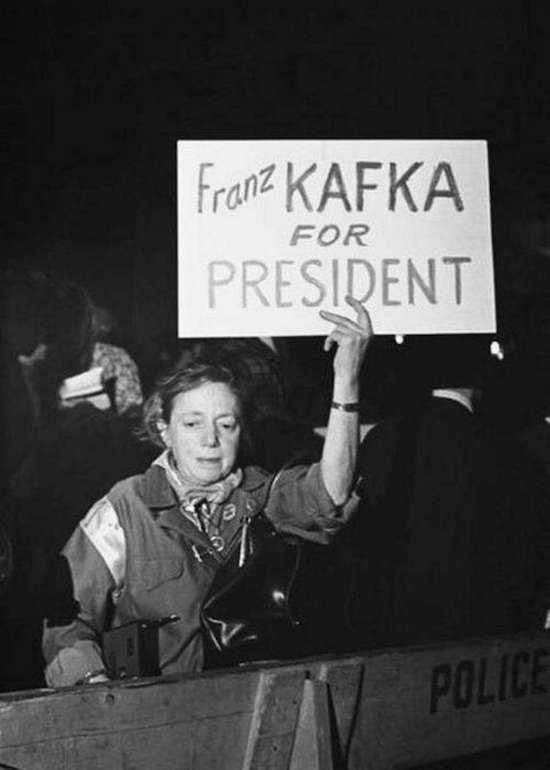 Franz KAFKA
FOR
PRESIDENT
POLICE